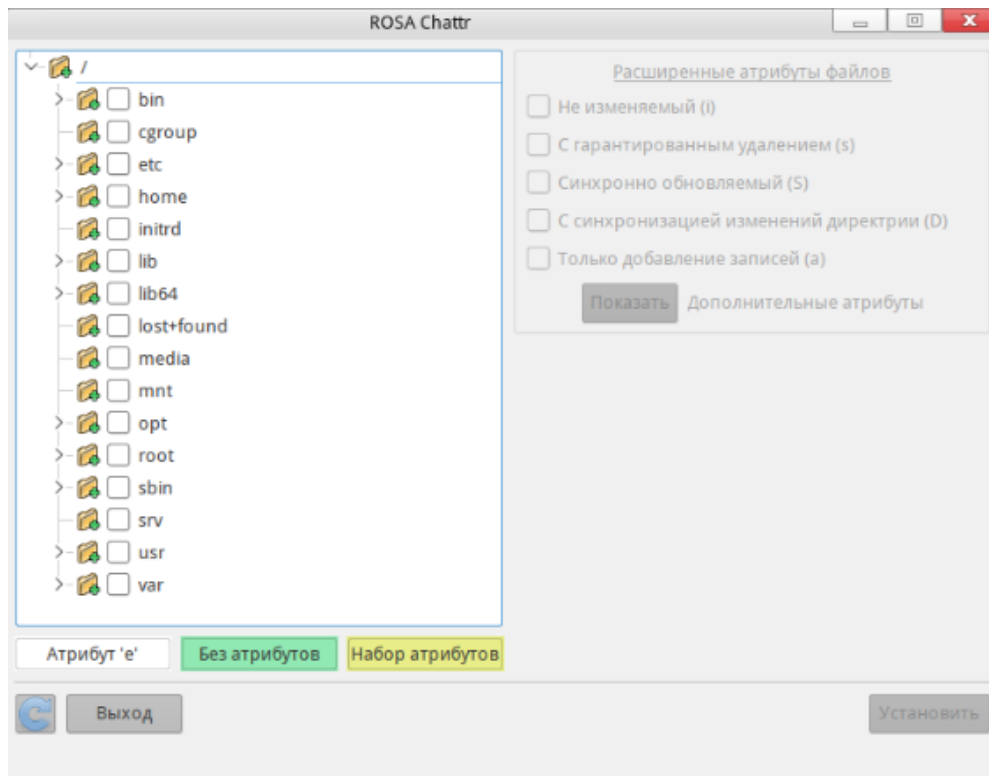 ROSA Chattr
/
bin
cgroup
etc
home
initrd
lib
lib64
lost+found
media
mnt
opt
root
sbin
srv
usr
var
Атрибут 'e'
Без атрибутов
Набор атрибутов
Расширенные атрибуты файлов
Не изменяемый (i)
С гарантированным удалением (s)
Синхронно обновляемый (S)
С синхронизацией изменений директрии (D)
Только добавление записей (a)
Показать Дополнительные атрибуты
Выход
Установить